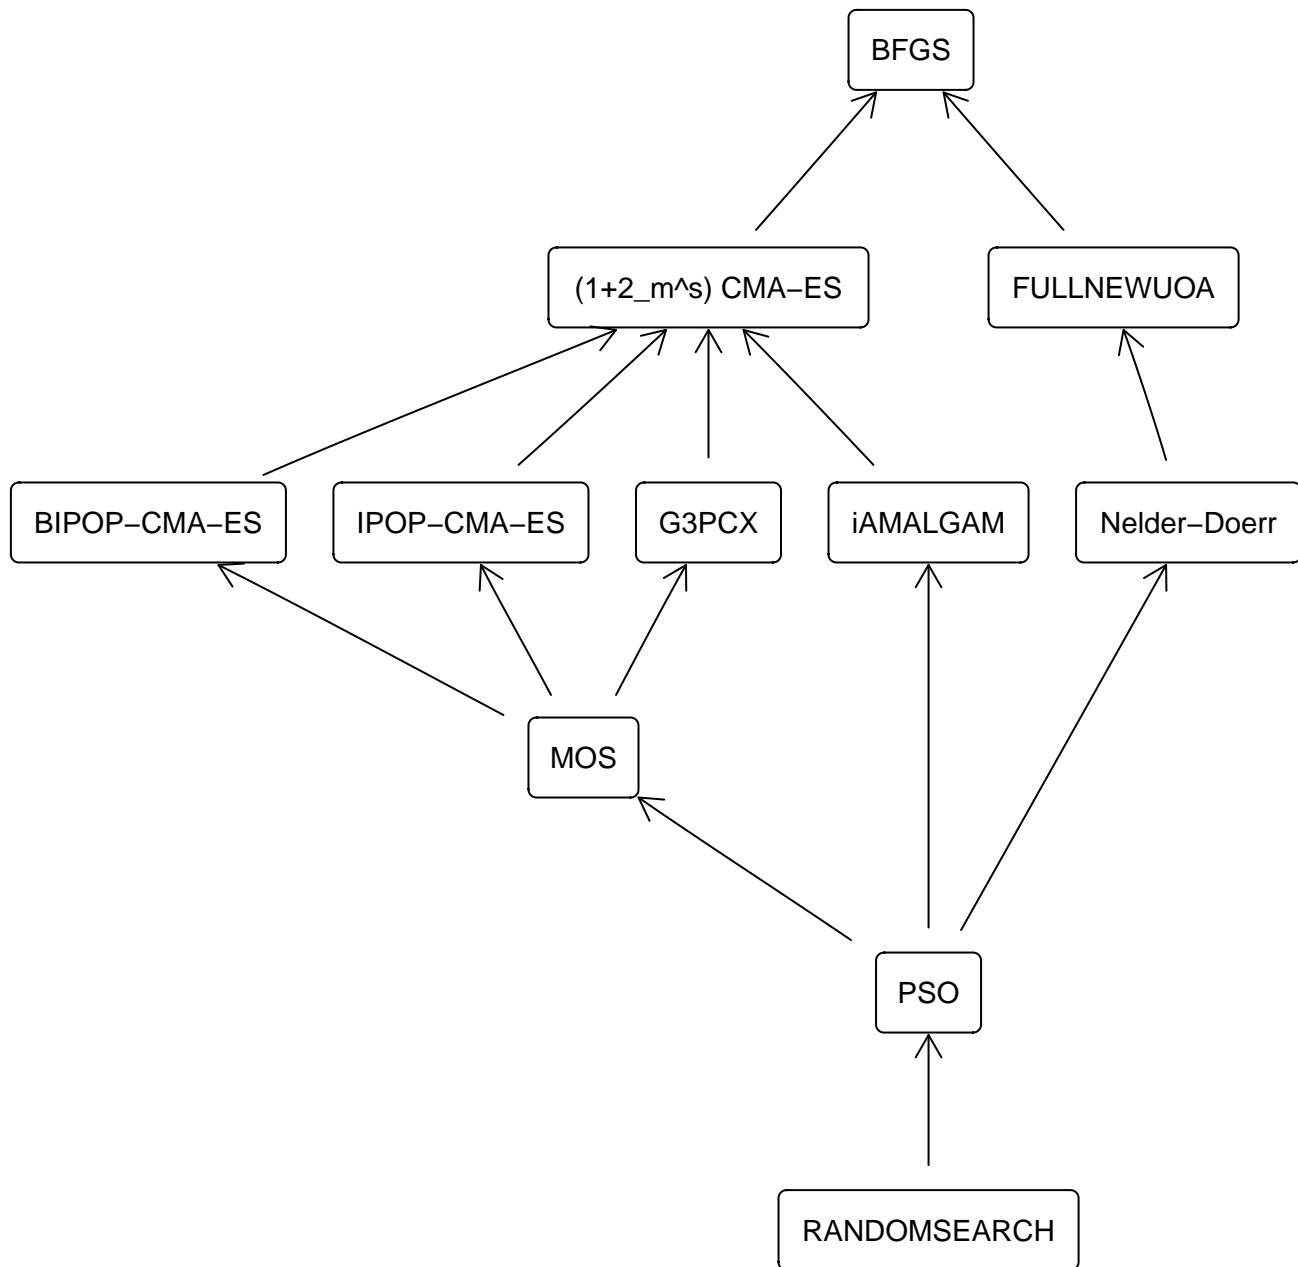 BFGS
(1+2_m^s) CMA−ES
FULLNEWUOA
BIPOP−CMA−ES
IPOP−CMA−ES
G3PCX
iAMALGAM
Nelder−Doerr
MOS
PSO
RANDOMSEARCH